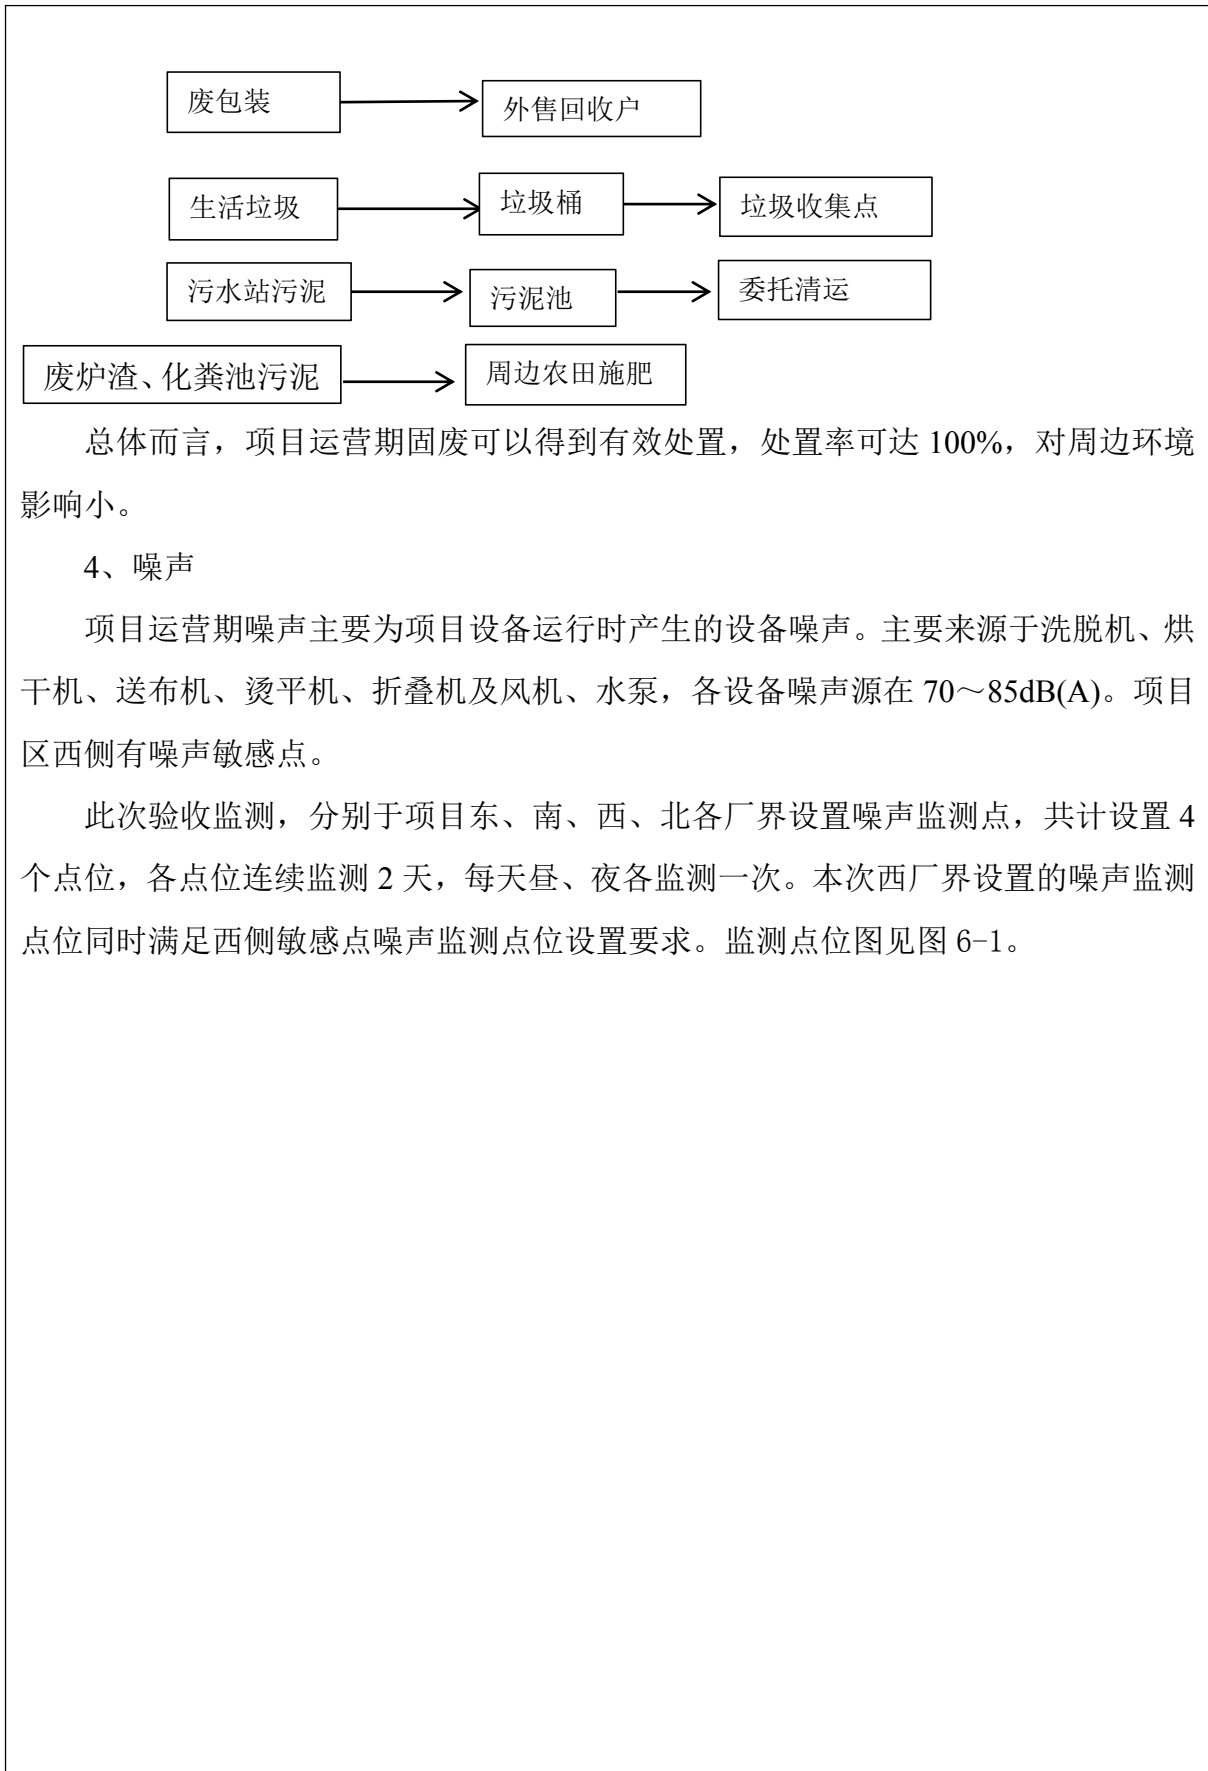 废包装
外售回收户
生活垃圾
垃圾桶
垃圾收集点
污水站污泥
污泥池
委托清运
废炉渣、化粪池污泥
周边农田施肥
总体而言，项目运营期固废可以得到有效处置，处置率可达 100%，对周边环境
影响小。
4、噪声
项目运营期噪声主要为项目设备运行时产生的设备噪声。主要来源于洗脱机、烘
干机、送布机、烫平机、折叠机及风机、水泵，各设备噪声源在 70～85dB(A)。项目
区西侧有噪声敏感点。
此次验收监测，分别于项目东、南、西、北各厂界设置噪声监测点，共计设置 4
个点位，各点位连续监测 2 天，每天昼、夜各监测一次。本次西厂界设置的噪声监测
点位同时满足西侧敏感点噪声监测点位设置要求。监测点位图见图 6-1。